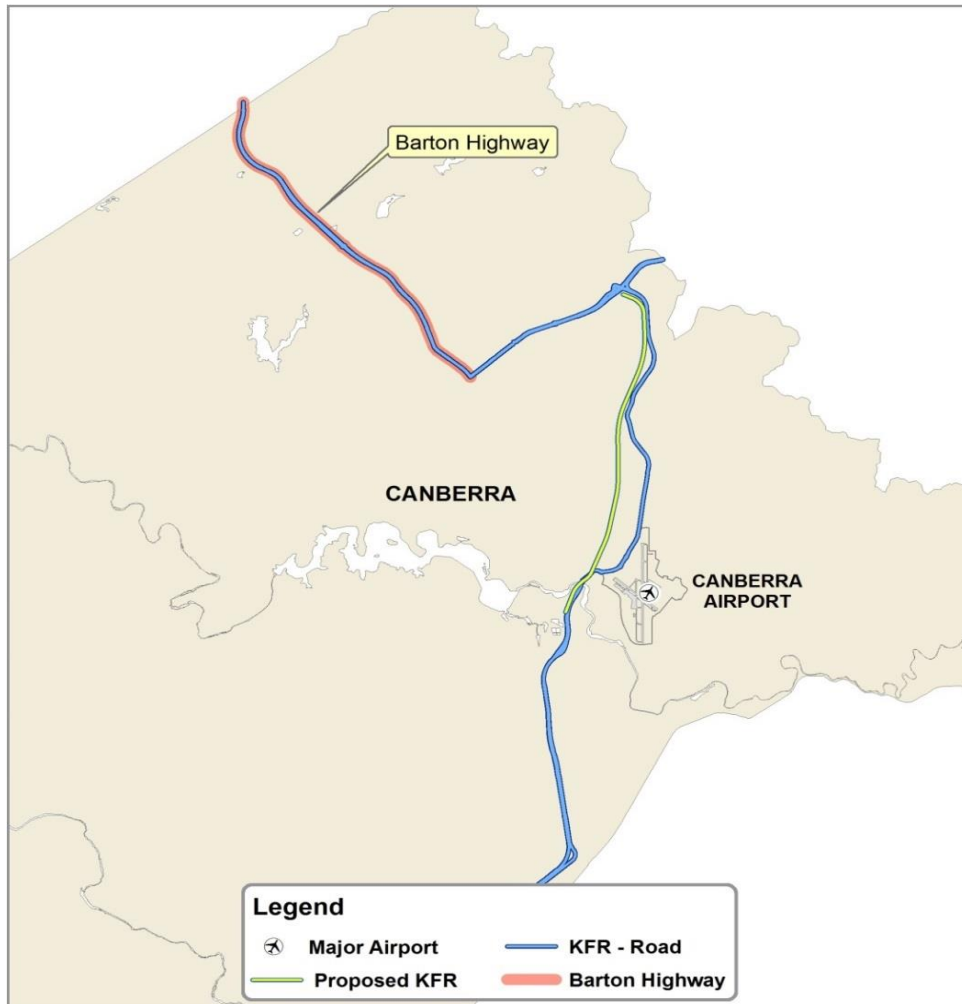 Barton Highway
CANBERRA
CANBERRA
AIRPORT
Legend
Major Airport
KFR - Road
Proposed KFR
Barton Highway